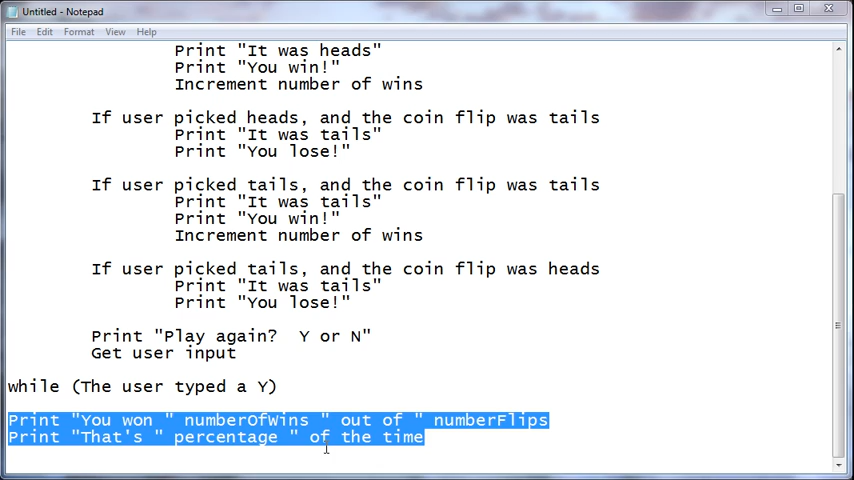 Untitled - Notepad
File Edit Format View Help
Print "It was heads"
Print "You win!"
Increment number of wins
If user picked heads, and the coin flip was tails
Print "It was tails"
Print "You lose!"
If user picked tails, and the coin flip was tails
Print "It was tails"
Print "You win!"
Increment number of wins
If user picked tails, and the coin flip was heads
Print "It was tails"
Print "You lose!"
Print "Play again?  Y or N"
Get user input
while (The user typed a Y)
Print "You won " numberOfWins " out of " numberFlips
Print "That's " percentage " of the time